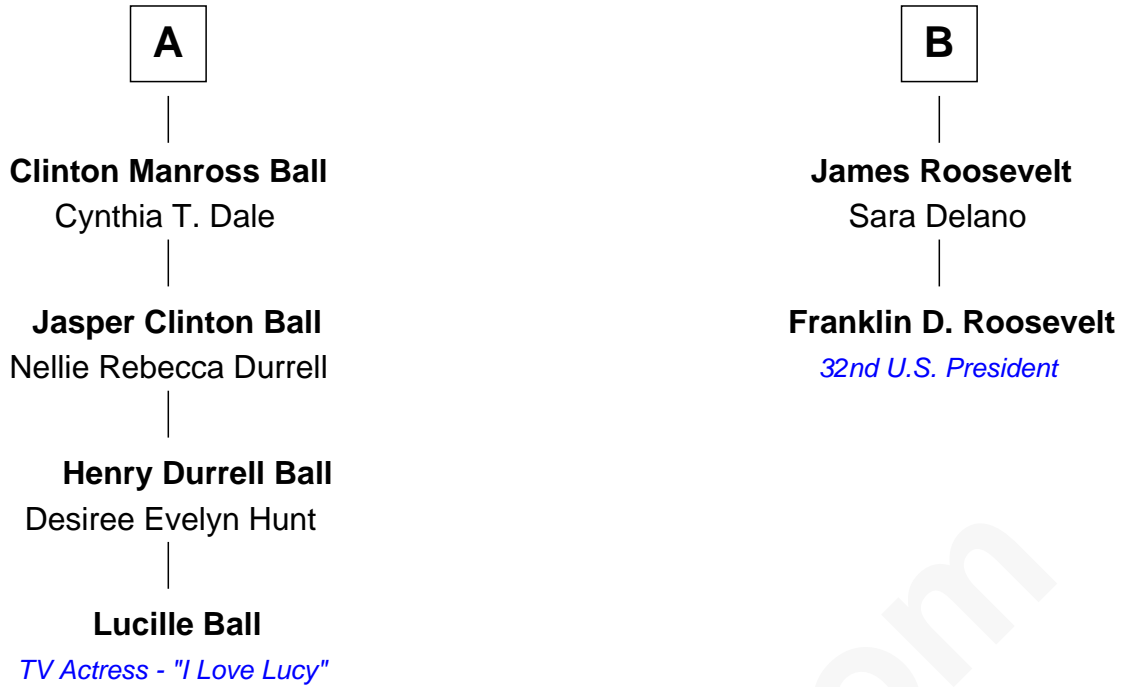 A
Clinton Manross Ball
Cynthia T. Dale
Jasper Clinton Ball
Nellie Rebecca Durrell
Henry Durrell Ball
Desiree Evelyn Hunt
Lucille Ball
TV Actress - "I Love Lucy"
B
James Roosevelt
Sara Delano
Franklin D. Roosevelt
32nd U.S. President
om